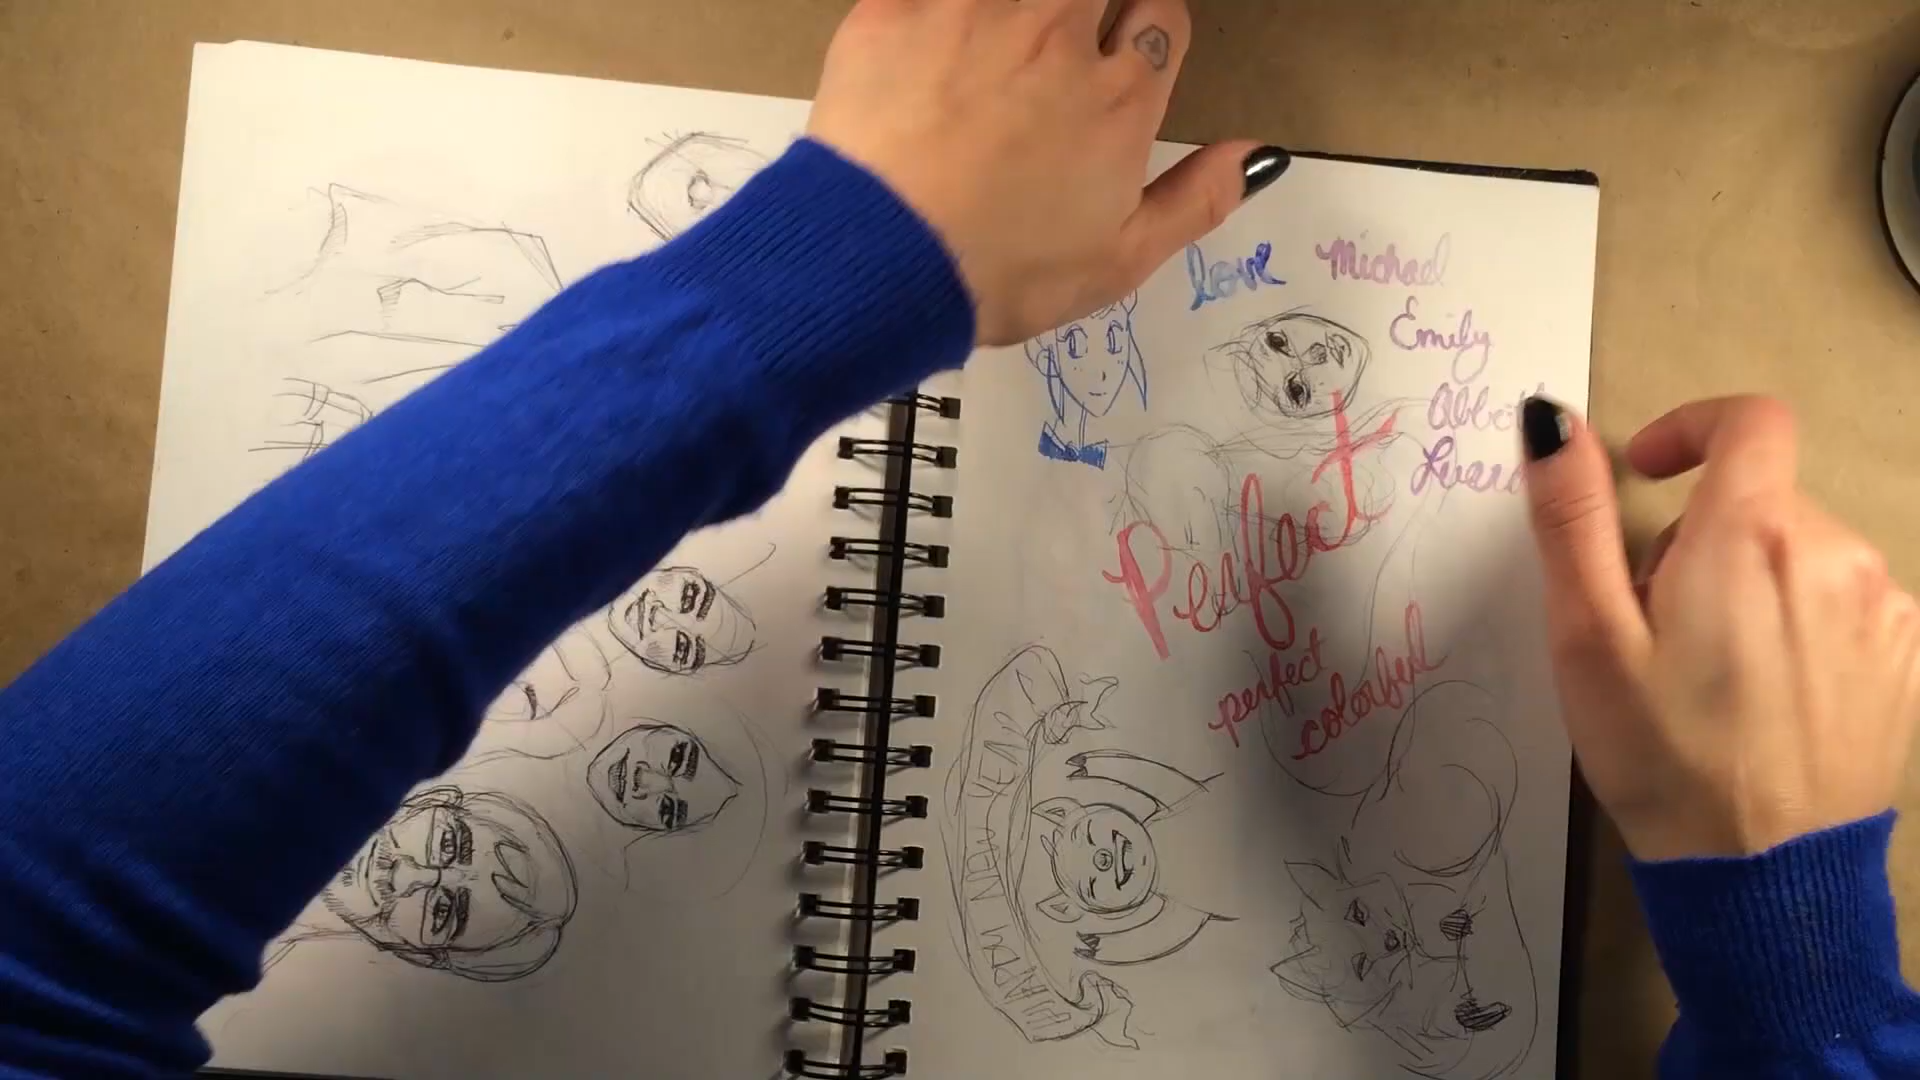 love
Michael
Emily
Perfect
perfect
colorful
HAPPY NEW YEAR